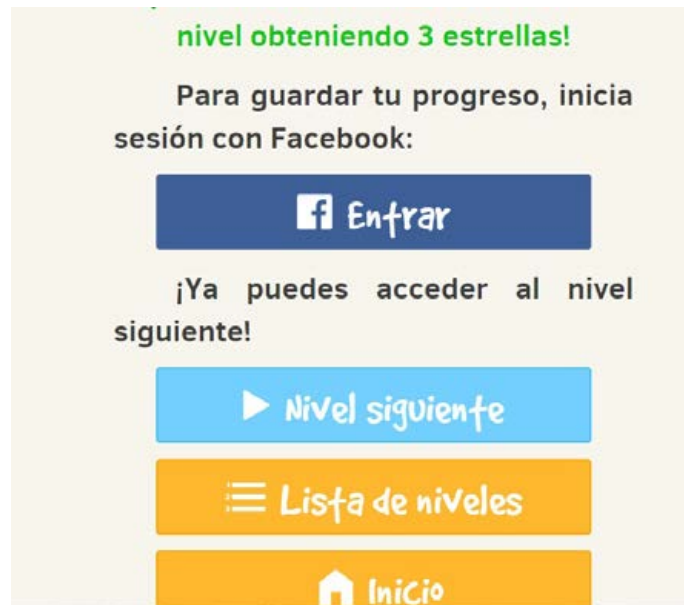 nivel obteniendo 3 estrellas!
Para guardar tu progreso, inicia
sesión con Facebook:
Entrar
¡Ya puedes acceder al nivel
siguiente!
Nivel siguiente
Lista de niveles
Inicio